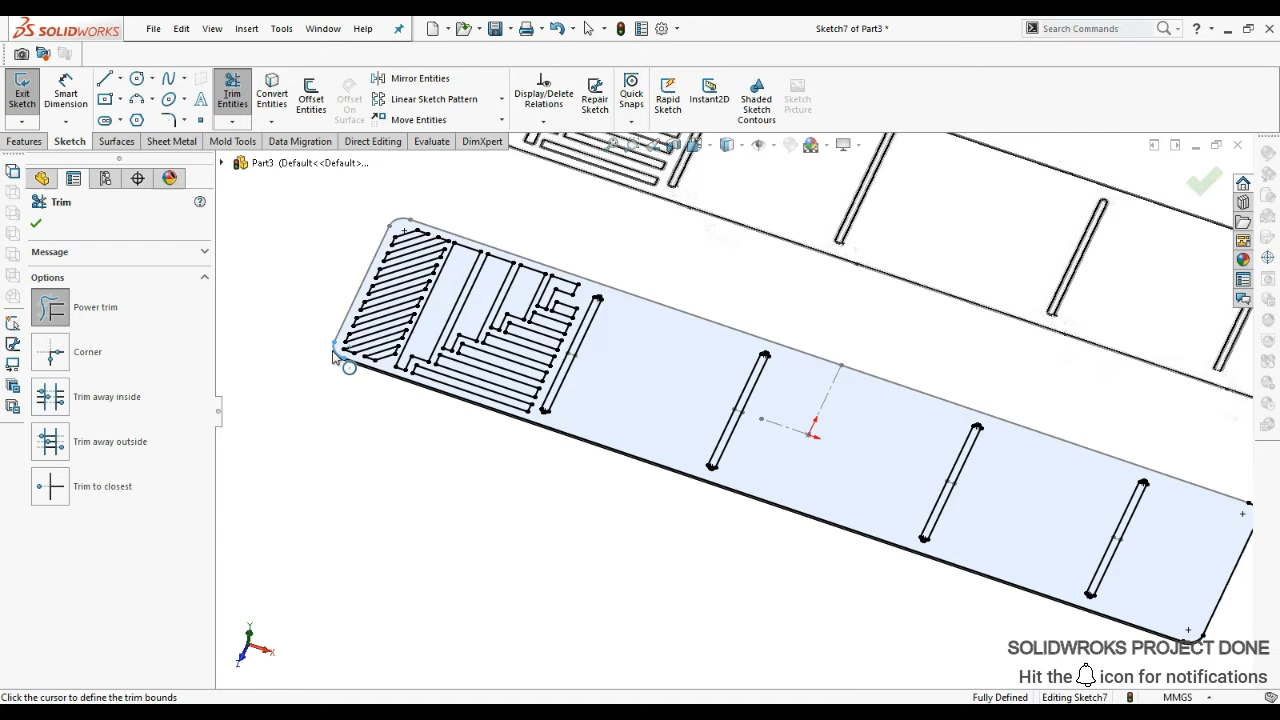 SOLIDWORKS File Edit View Insert Tools Window Help Sketch7 of Part3 * Search Commands
Exit Sketch
Smart Dimension
Trim Entities
Convert Entities
Offset Entities
Offset On Surface
Mirror Entities
Linear Sketch Pattern
Move Entities
Display/Delete Relations
Repair Sketch
Quick Snaps
Rapid Sketch
Instant2D
Shaded Sketch Contours
Sketch Picture
Features Sketch Surfaces Sheet Metal Mold Tools Data Migration Direct Editing Evaluate DimXpert
Part3 (Default<<Default>...
Trim
Message
Options
Power trim
Corner
Trim away inside
Trim away outside
Trim to closest
Y
X
Z
SOLIDWROKS PROJECT DONE
Hit the icon for notifications
Click the cursor to define the trim bounds Fully Defined Editing Sketch7 MMGS